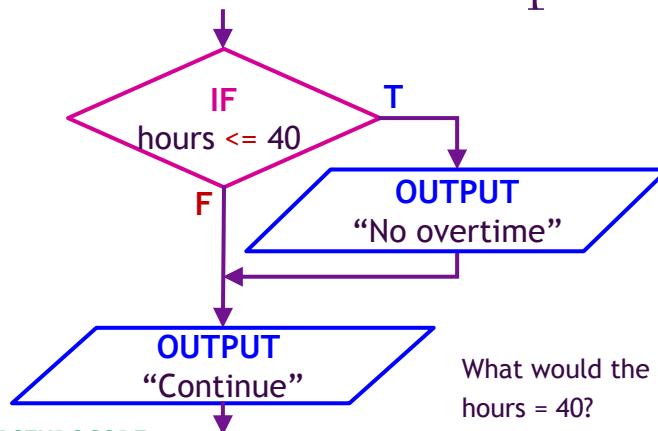 IF
T
hours <= 40
F
OUTPUT
“No overtime”
OUTPUT
“Continue”
What would the
hours = 40?